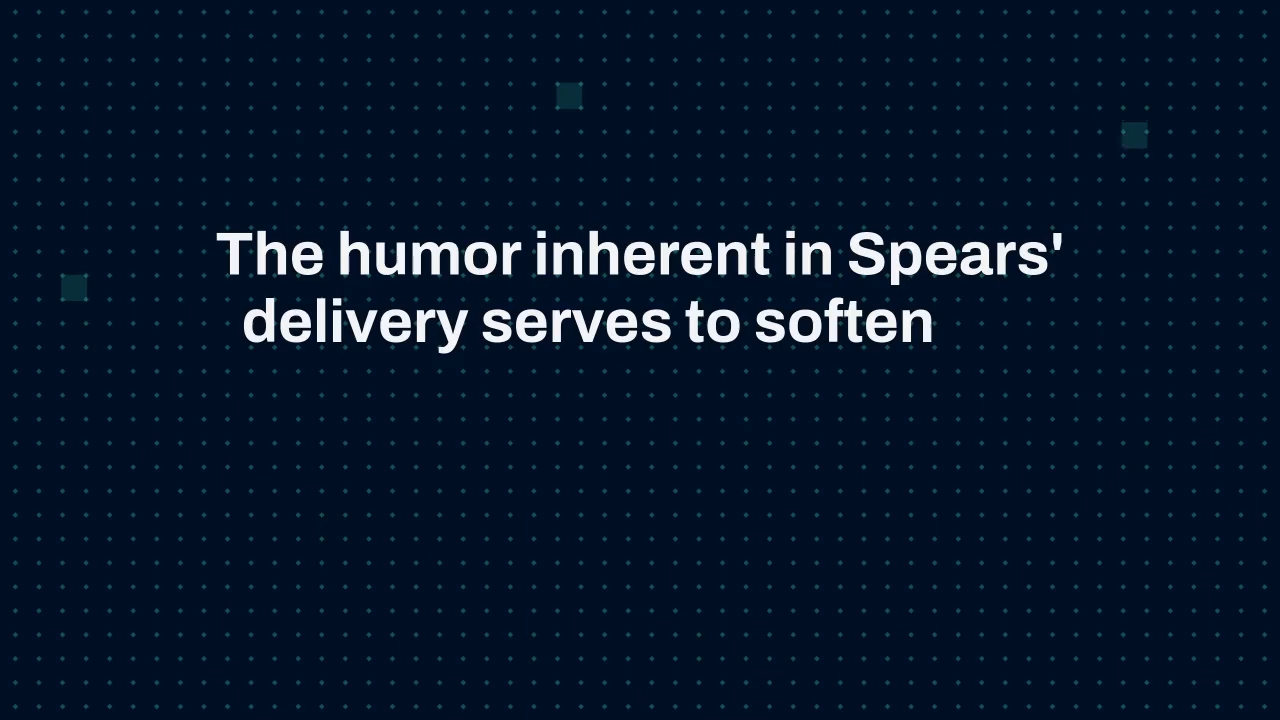 The humor inherent in Spears'
delivery serves to soften